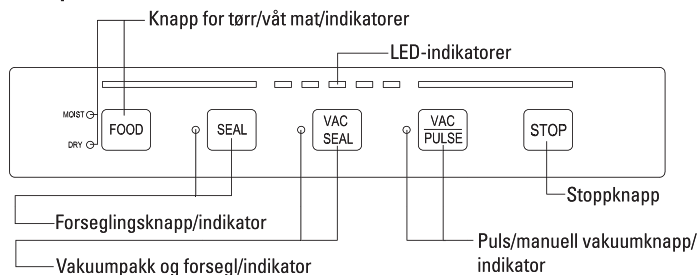 Knapp for tørr/våt mat/indikatorer
LED-indikatorer
MOIST
DRY
FOOD
SEAL
VAC
SEAL
VAC
PULSE
STOP
Stoppknapp
Forseglingsknapp/indikator
Puls/manuell vakuumknapp/
indikator
Vakuumpakk og forsegl/indikator